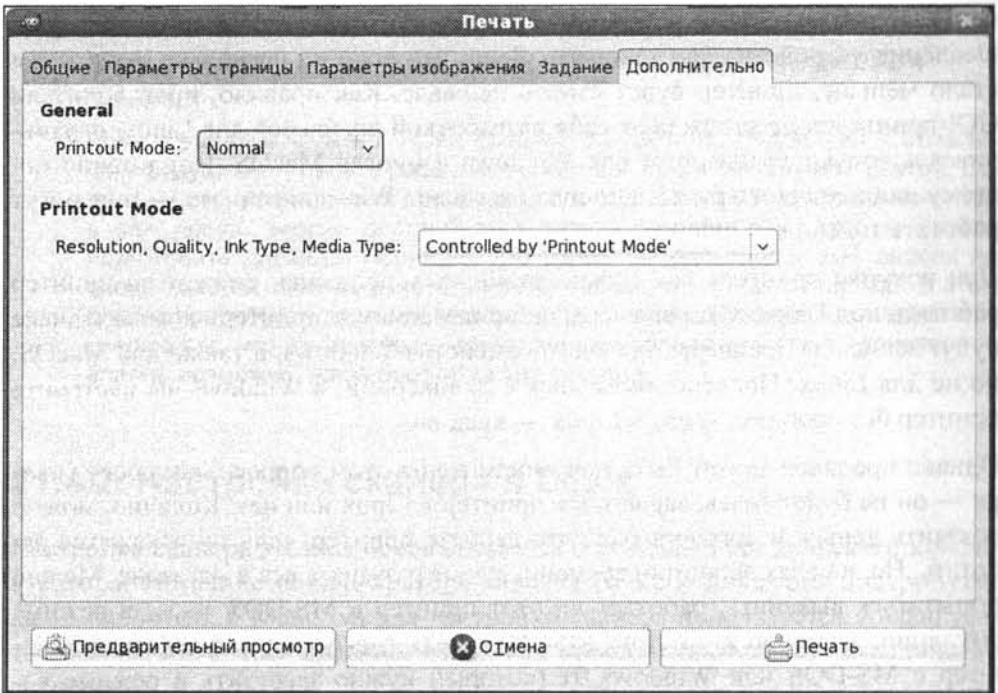 Печать
Общие Параметры страницы Параметры изображения Задание Дополнительно
General
Printout Mode: Normal
Printout Mode
Resolution, Quality, Ink Type, Media Type: Controlled by 'Printout Mode'
Предварительный просмотр Отмена Печать